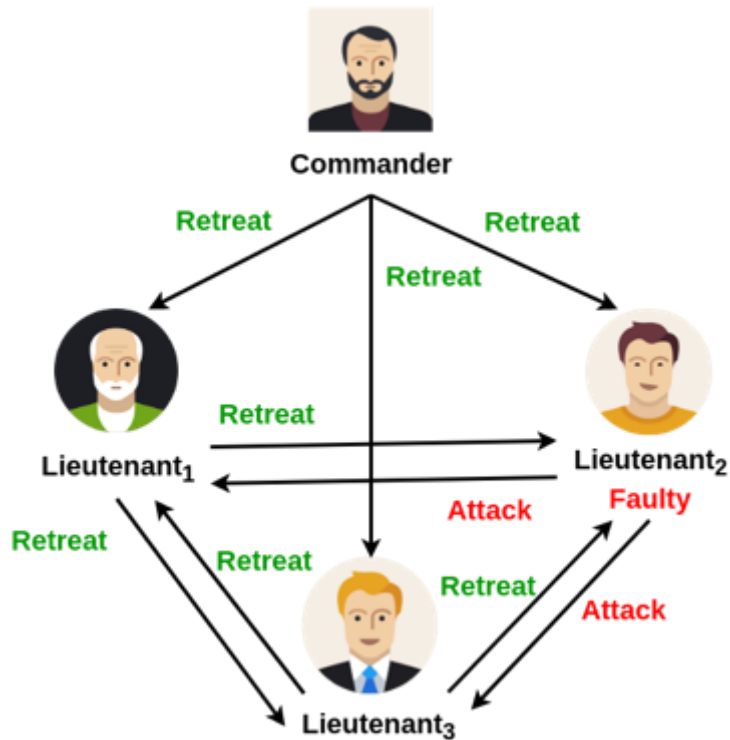 Commander
Retreat
Retreat
Retreat
Retreat
Lieutenant₁
Lieutenant₂
Faulty
Attack
Retreat
Retreat
Retreat
Attack
Lieutenant₃